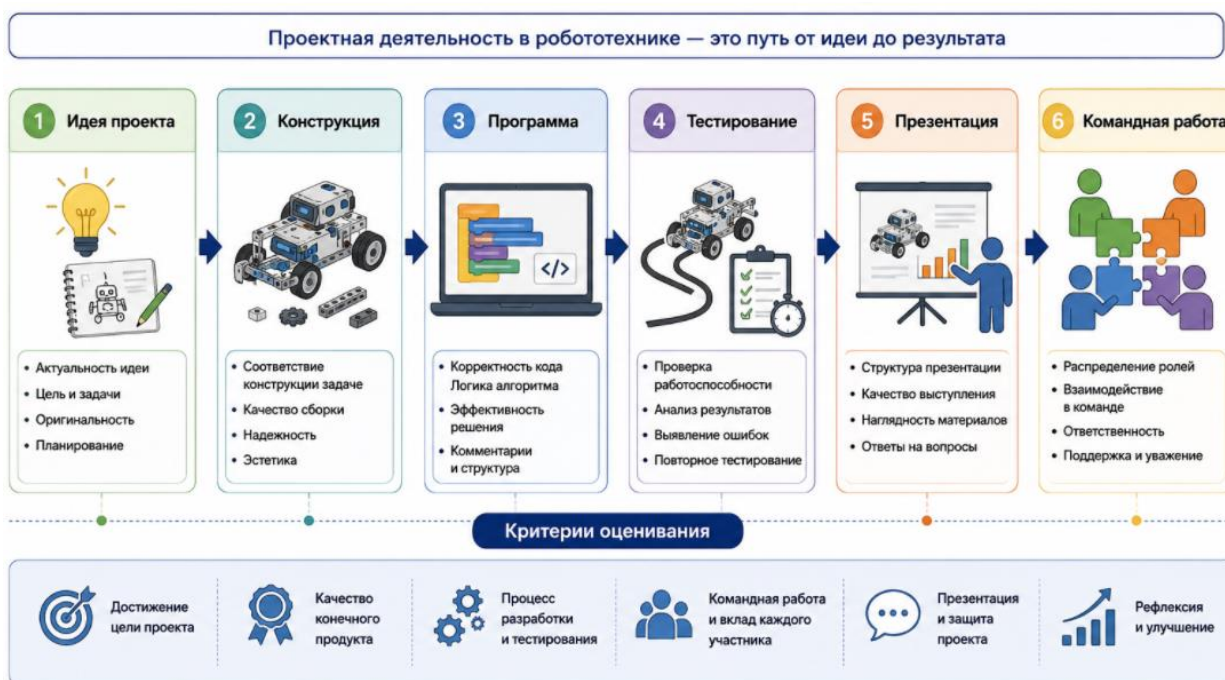 Проектная деятельность в робототехнике — это путь от идеи до результата
1 Идея проекта
• Актуальность идеи
• Цель и задачи
• Оригинальность
• Планирование
2 Конструкция
• Соответствие
конструкции задаче
• Качество сборки
• Надежность
• Эстетика
3 Программа
</>
• Корректность кода
Логика алгоритма
• Эффективность
решения
• Комментарии
и структура
4 Тестирование
• Проверка
работоспособности
• Анализ результатов
• Выявление ошибок
• Повторное тестирование
5 Презентация
• Структура презентации
• Качество выступления
• Наглядность материалов
• Ответы на вопросы
6 Командная работа
• Распределение ролей
• Взаимодействие
в команде
• Ответственность
• Поддержка и уважение
Критерии оценивания
Достижение
цели проекта
Качество
конечного
продукта
Процесс
разработки
и тестирования
Командная работа
и вклад каждого
участника
Презентация
и защита
проекта
Рефлексия
и улучшение